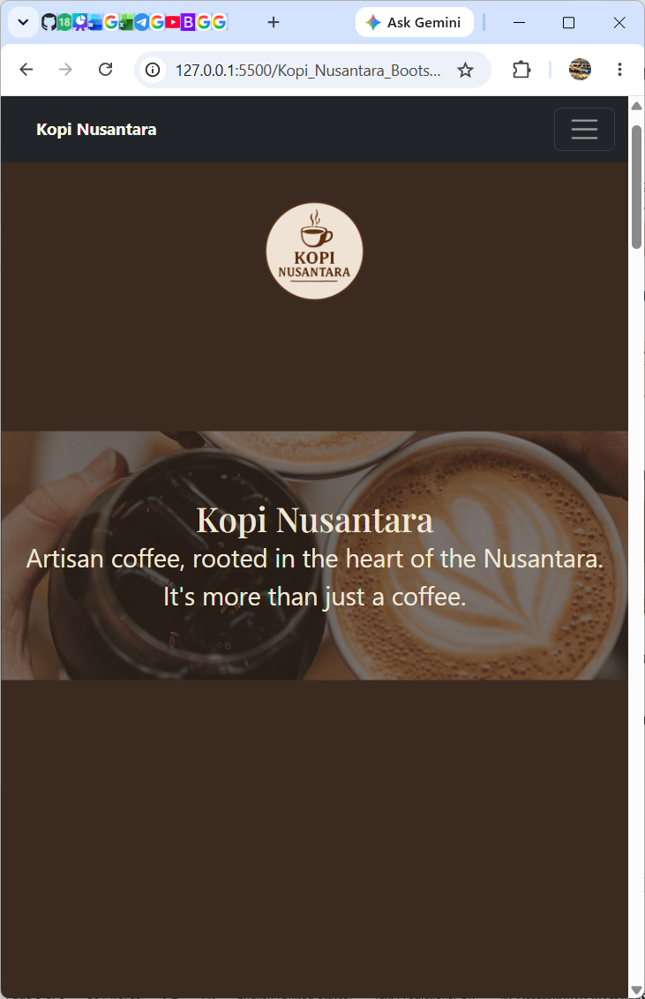 18
Ask Gemini
127.0.0.1:5500/Kopi_Nusantara_Boots...
Kopi Nusantara
KOPI
NUSANTARA
Kopi Nusantara
Artisan coffee, rooted in the heart of the Nusantara.
It's more than just a coffee.